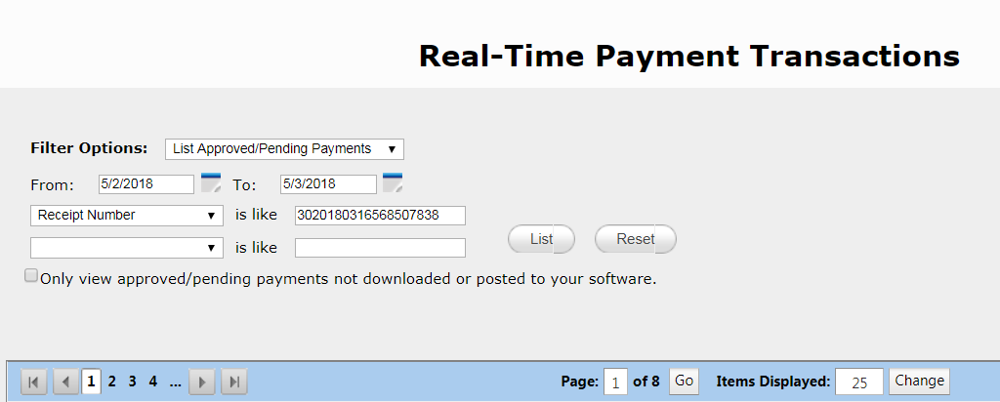 Real-Time Payment Transactions
Filter Options: List Approved/Pending Payments
From: 5/2/2018 To: 5/3/2018
Receipt Number is like 3020180316568507838
is like List Reset
Only view approved/pending payments not downloaded or posted to your software.
1 2 3 4 ... Page: 1 of 8 Go Items Displayed: 25 Change